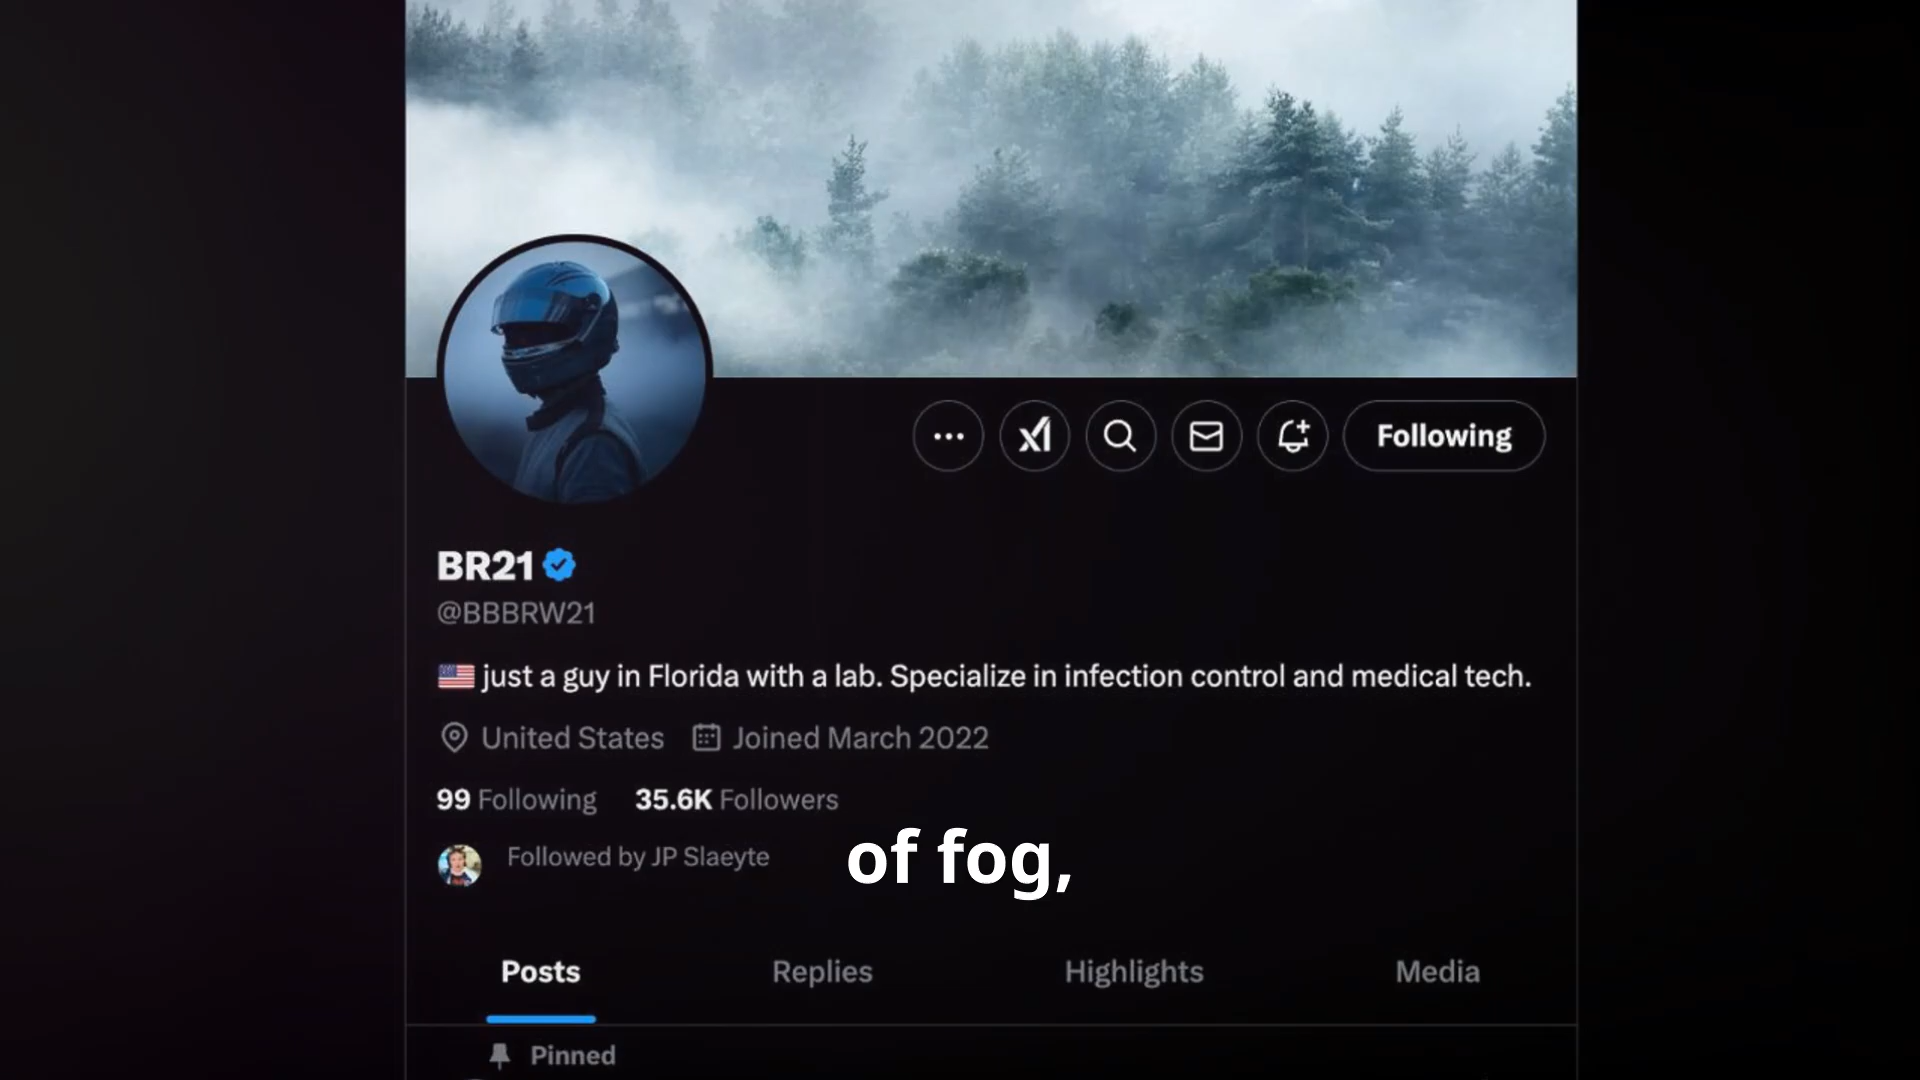 Following
BR21
@BBBRW21
🇺🇸 just a guy in Florida with a lab. Specialize in infection control and medical tech.
United States Joined March 2022
99 Following 35.6K Followers
Followed by JP Slaeyte
of fog,
Posts Replies Highlights Media
Pinned